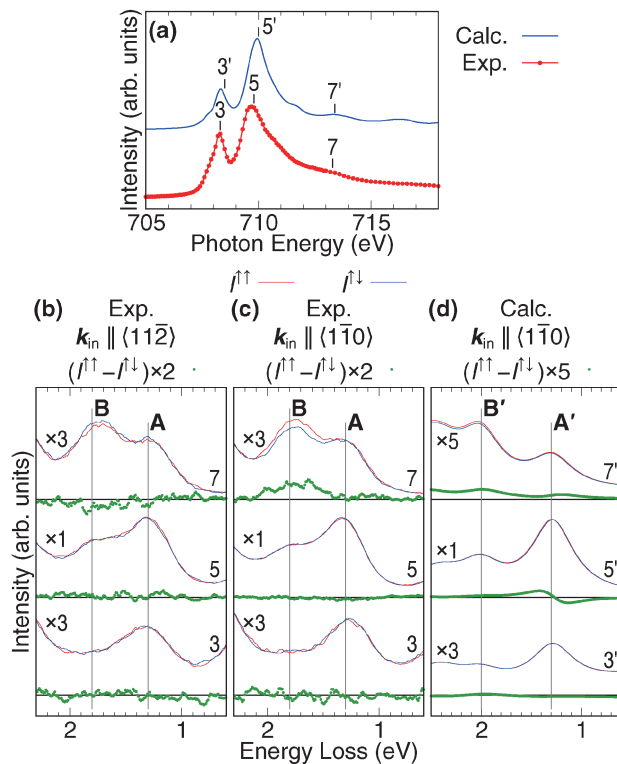 (a)
Intensity (arb. units)
3'
5'
7'
3
5
7
Calc.
Exp.
705
710
715
Photon Energy (eV)
I↑↑
I↑↓
(b)
Exp.
k_in ∥ ⟨112̄⟩
(I↑↑−I↑↓)×2
(c)
Exp.
k_in ∥ ⟨11̄0⟩
(I↑↑−I↑↓)×2
(d)
Calc.
k_in ∥ ⟨11̄0⟩
(I↑↑−I↑↓)×5
Intensity (arb. units)
B
A
×3
7
×1
5
×3
3
B
A
×3
7
×1
5
×3
3
B′
A′
×5
7'
×1
5'
×3
3'
2
1
2
1
2
1
Energy Loss (eV)